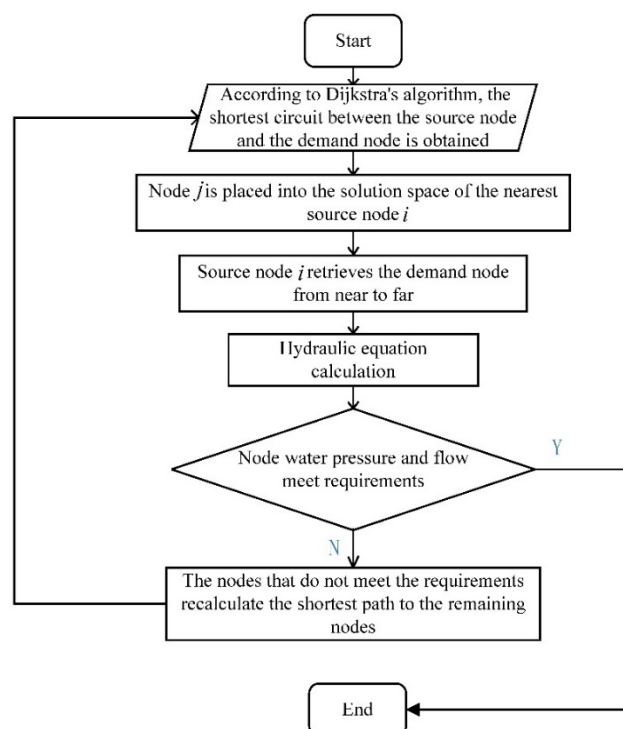 Start
According to Dijkstra's algorithm, the
shortest circuit between the source node
and the demand node is obtained
Node j is placed into the solution space of the nearest
source node i
Source node i retrieves the demand node
from near to far
Hydraulic equation
calculation
Node water pressure and flow
meet requirements
Y
N
The nodes that do not meet the requirements
recalculate the shortest path to the remaining
nodes
End